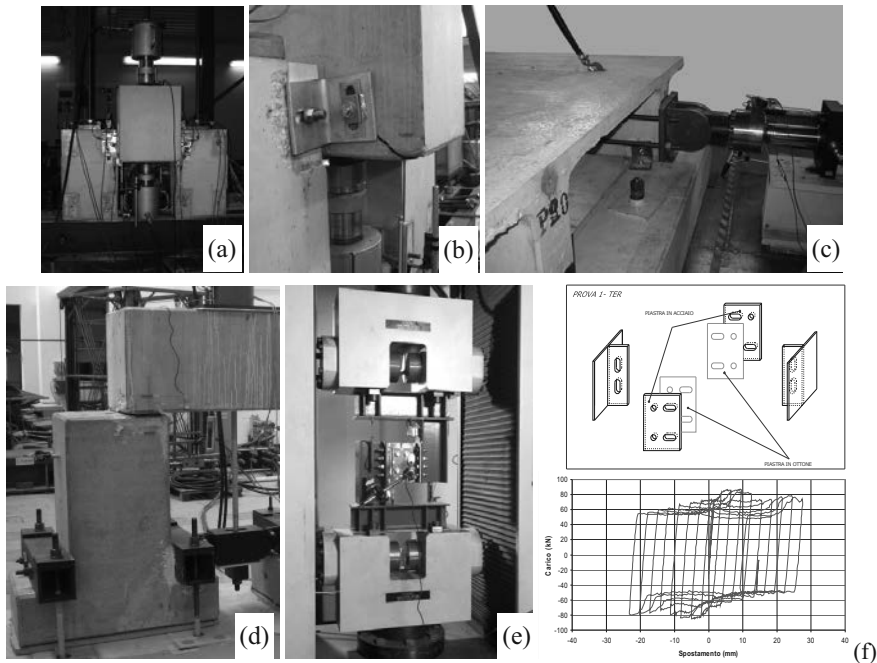 (a)
(b)
P20
(c)
(d)
(e)
PROVA 1- TER
PIASTRA IN ACCIAIO
PIASTRA IN OTTONE
Carico (kN)
100
80
60
40
20
0
-20
-40
-60
-80
-100
-40 -30 -20 -10 0 10 20 30 40
Spostamento (mm)
(f)